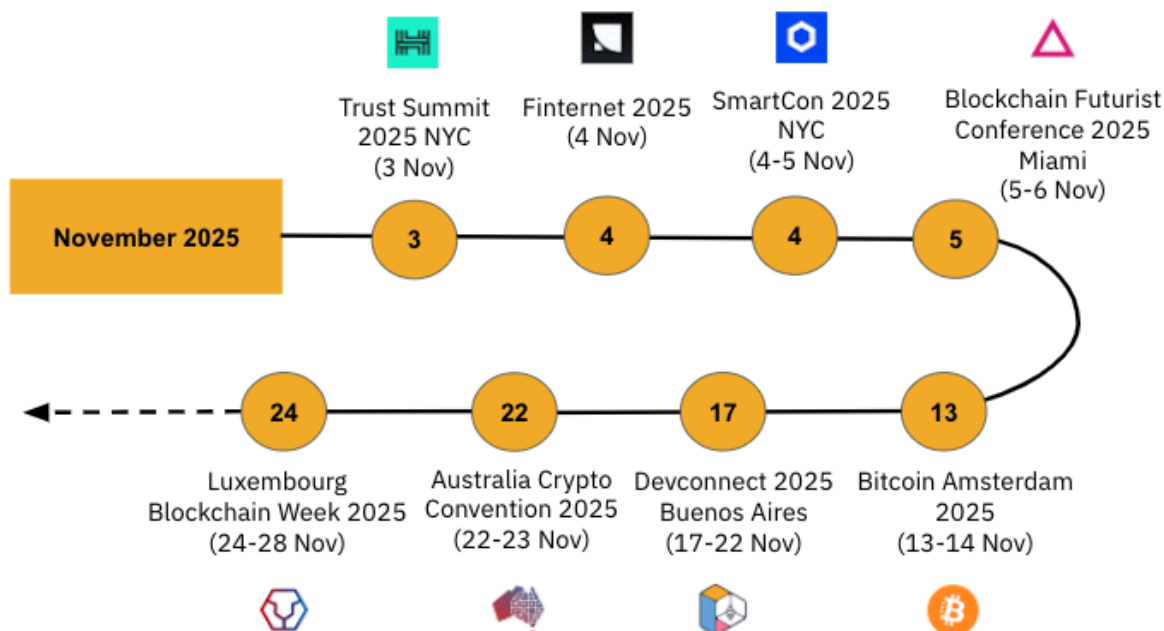 Trust Summit
2025 NYC
(3 Nov)
Finternet 2025
(4 Nov)
SmartCon 2025
NYC
(4-5 Nov)
Blockchain Futurist
Conference 2025
Miami
(5-6 Nov)
November 2025
3
4
4
5
24
22
17
13
Luxembourg
Blockchain Week 2025
(24-28 Nov)
Australia Crypto
Convention 2025
(22-23 Nov)
Devconnect 2025
Buenos Aires
(17-22 Nov)
Bitcoin Amsterdam
2025
(13-14 Nov)